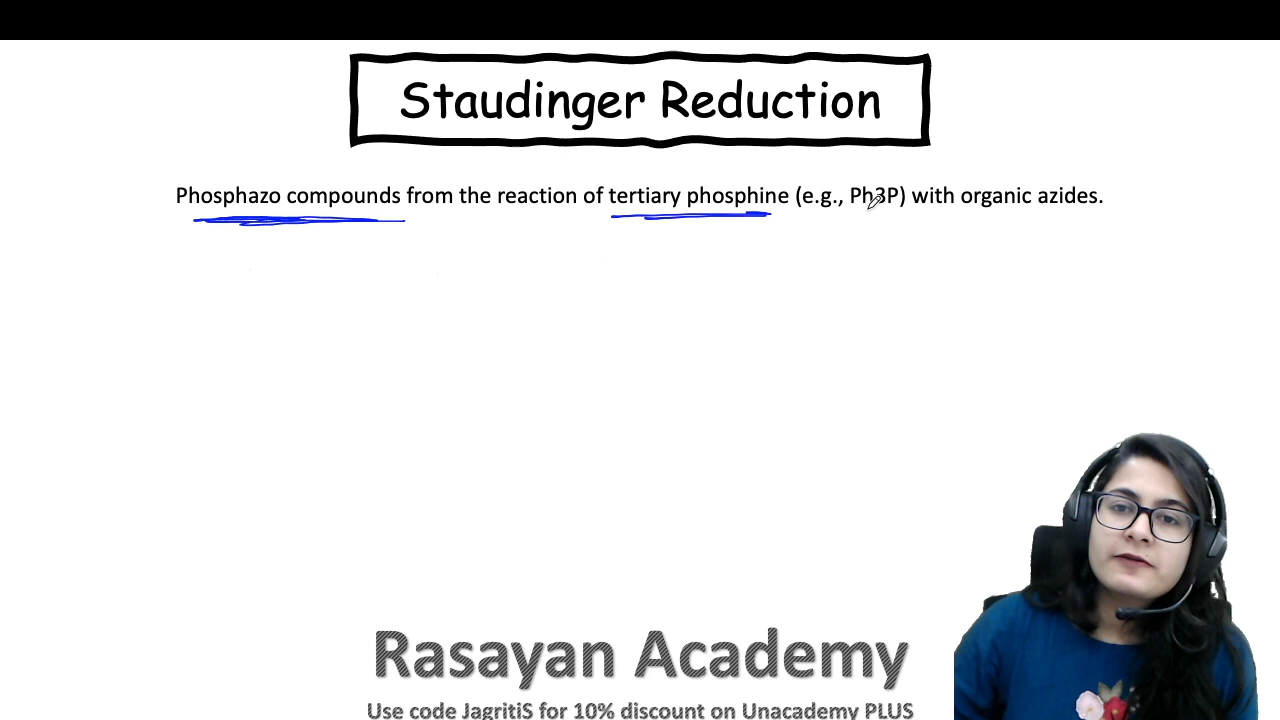 Staudinger Reduction
Phosphazo compounds from the reaction of tertiary phosphine (e.g., Ph3P) with organic azides.
Rasayan Academy
Use code JagritiS for 10% discount on Unacademy PLUS